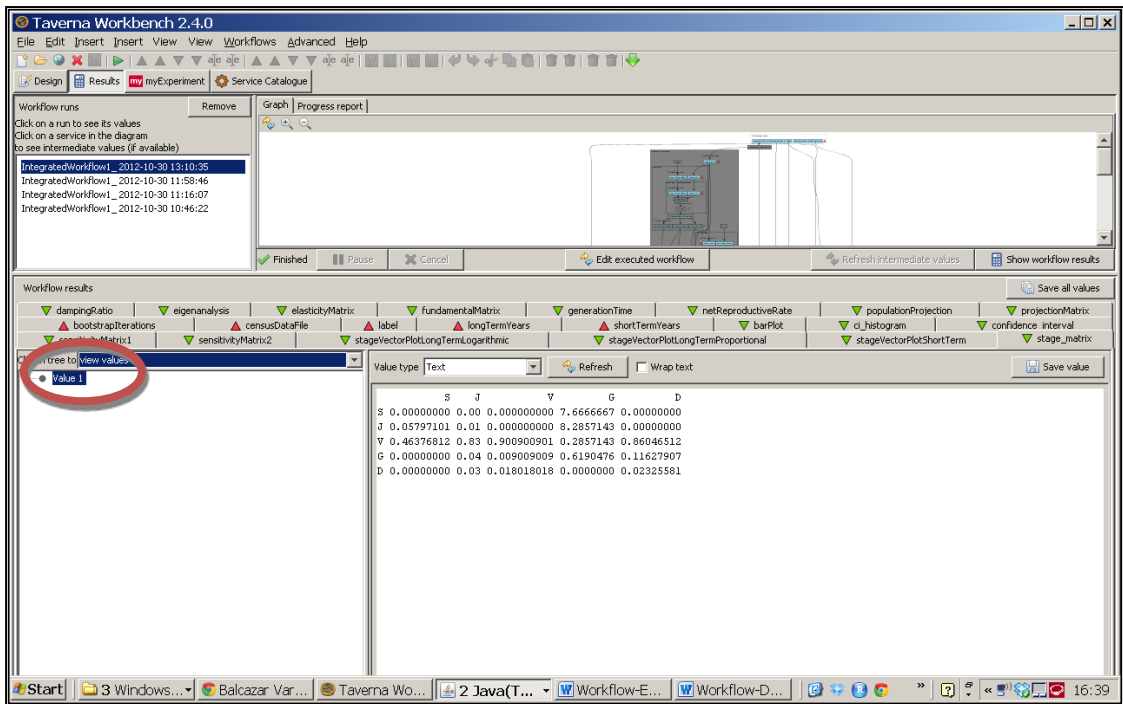 Taverna Workbench 2.4.0
File Edit Insert Insert View View Workflows Advanced Help
Design Results my myExperiment Service Catalogue
Workflow runs Remove
Click on a run to see its values
Click on a service in the diagram
to see intermediate values (if available)
IntegratedWorkflow1_ 2012-10-30 13:10:35
IntegratedWorkflow1_ 2012-10-30 11:58:46
IntegratedWorkflow1_ 2012-10-30 11:16:07
IntegratedWorkflow1_ 2012-10-30 10:46:22
Graph Progress report
Finished Pause Cancel Edit executed workflow Refresh intermediate values Show workflow results
Workflow results Save all values
dampingRatio eigenanalysis elasticityMatrix fundamentalMatrix generationTime netReproductiveRate populationProjection projectionMatrix
bootstrapIterations censusDataFile label longTermYears shortTermYears barPlot ci_histogram confidence interval
sensitivityMatrix1 sensitivityMatrix2 stageVectorPlotLongTermLogarithmic stageVectorPlotLongTermProportional stageVectorPlotShortTerm stage_matrix
tree to view values
Value 1
Value type Text Refresh Wrap text Save value
S J V G D
S 0.00000000 0.00 0.000000000 7.6666667 0.00000000
J 0.05797101 0.01 0.000000000 8.2857143 0.00000000
V 0.46376812 0.83 0.900900901 0.2857143 0.86046512
G 0.00000000 0.04 0.009009009 0.6190476 0.11627907
D 0.00000000 0.03 0.018018018 0.0000000 0.02325581
Start 3 Windows... Balcazar Var... Taverna Wo... 2 Java(T... Workflow-E... Workflow-D... » « 16:39